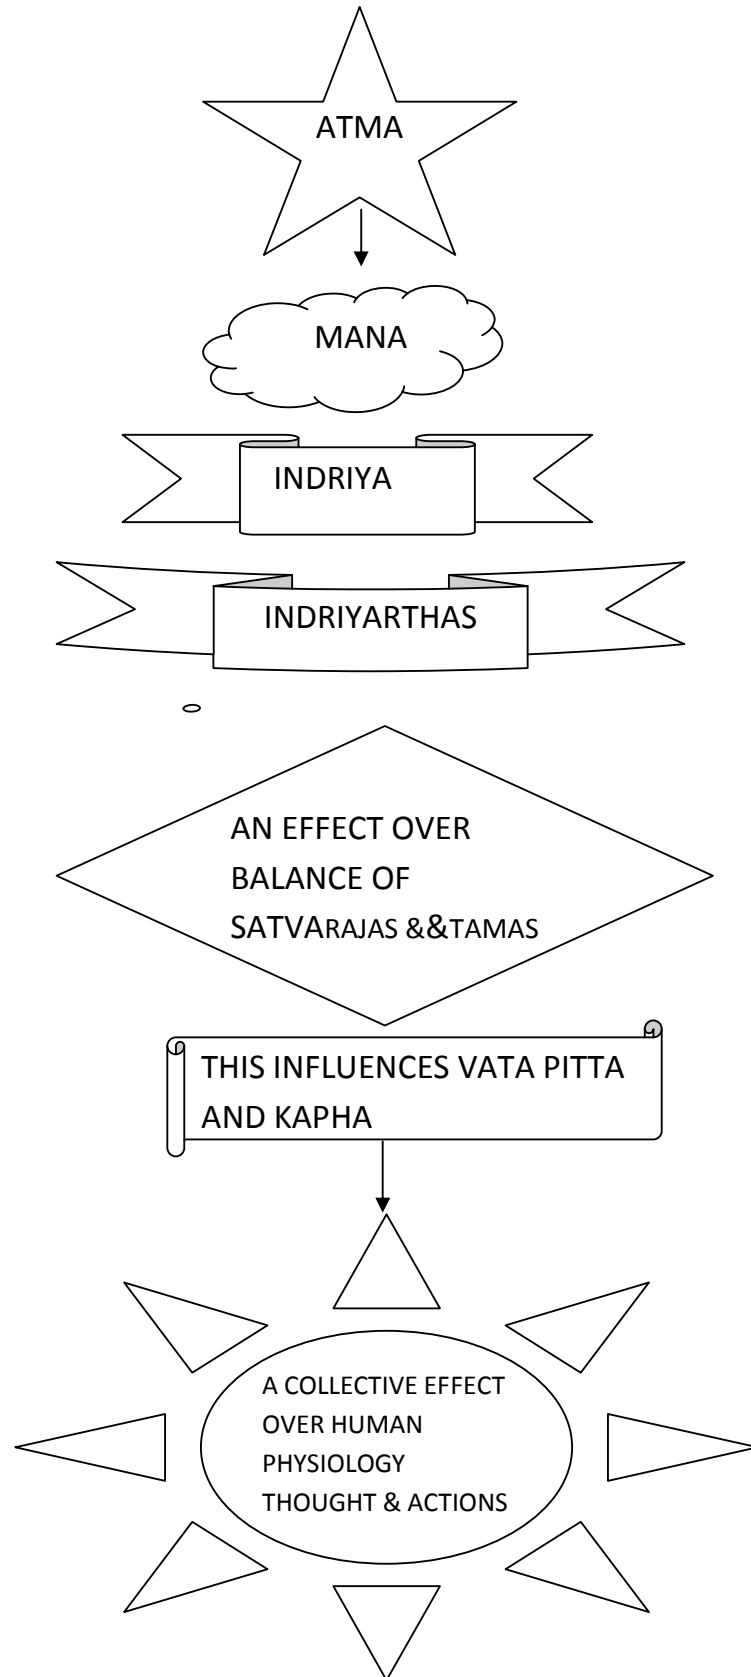 ATMA
MANA
INDRIYA
INDRIYARTHAS
AN EFFECT OVER
BALANCE OF
SATVARAJAS &&TAMAS
THIS INFLUENCES VATA PITTA
AND KAPHA
A COLLECTIVE EFFECT
OVER HUMAN
PHYSIOLOGY
THOUGHT & ACTIONS